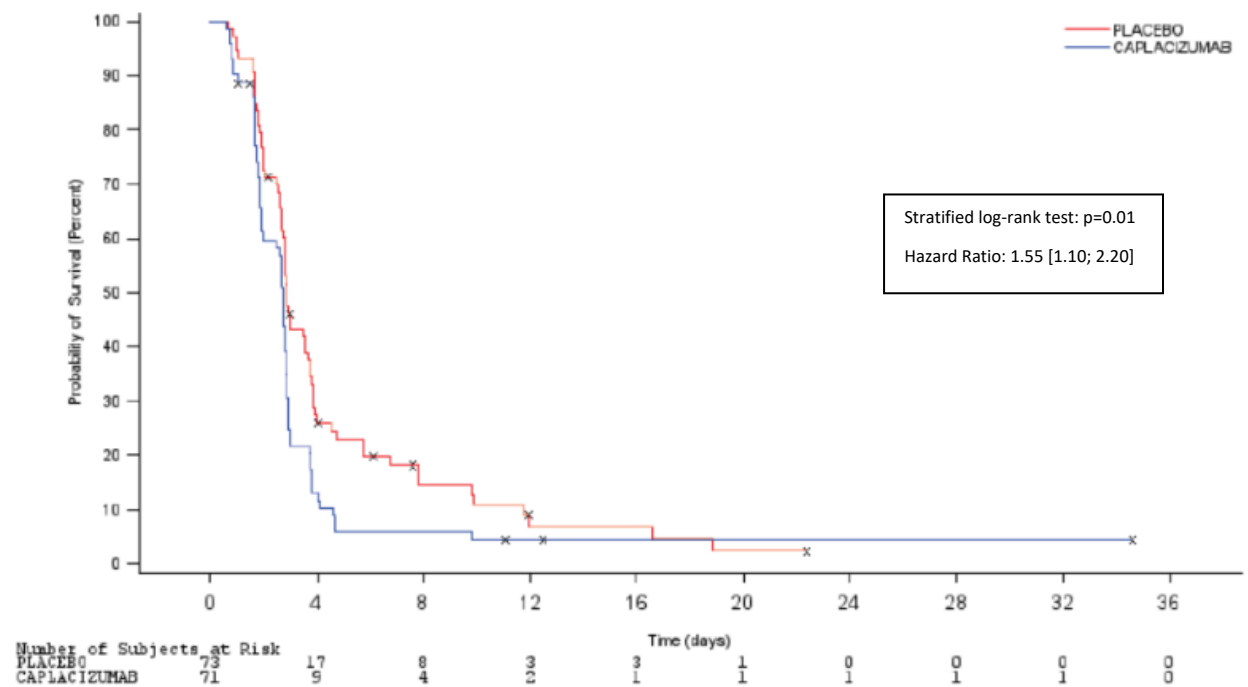 PLACEBO
CAPLACIZUMAB
Probability of Survival (Percent)
100
90
80
70
60
50
40
30
20
10
0
Stratified log-rank test: p=0.01
Hazard Ratio: 1.55 [1.10; 2.20]
0 4 8 12 16 20 24 28 32 36
Time (days)
Number of Subjects at Risk
PLACEBO 73 17 8 3 3 1 0 0 0 0
CAPLACIZUMAB 71 9 4 2 1 1 1 1 1 0